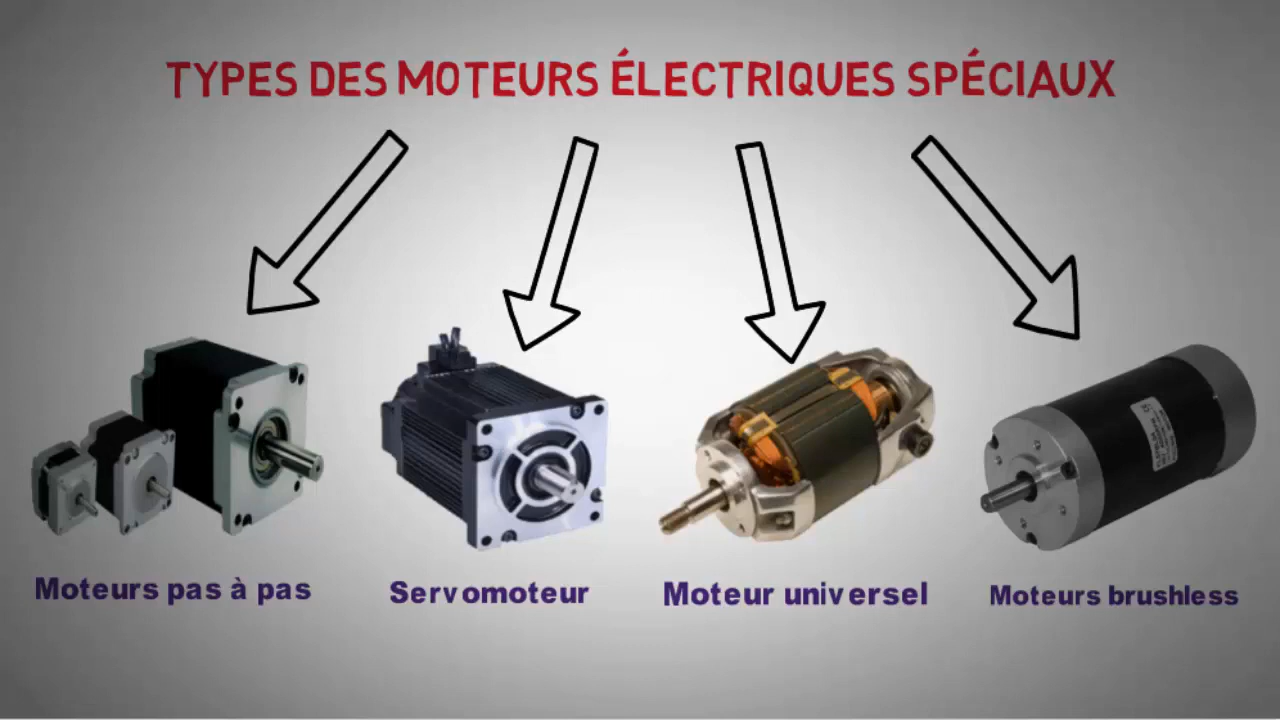 TYPES DES MOTEURS ÉLECTRIQUES SPÉCIAUX
Moteurs pas à pas
Servomoteur
Moteur universel
Moteurs brushless